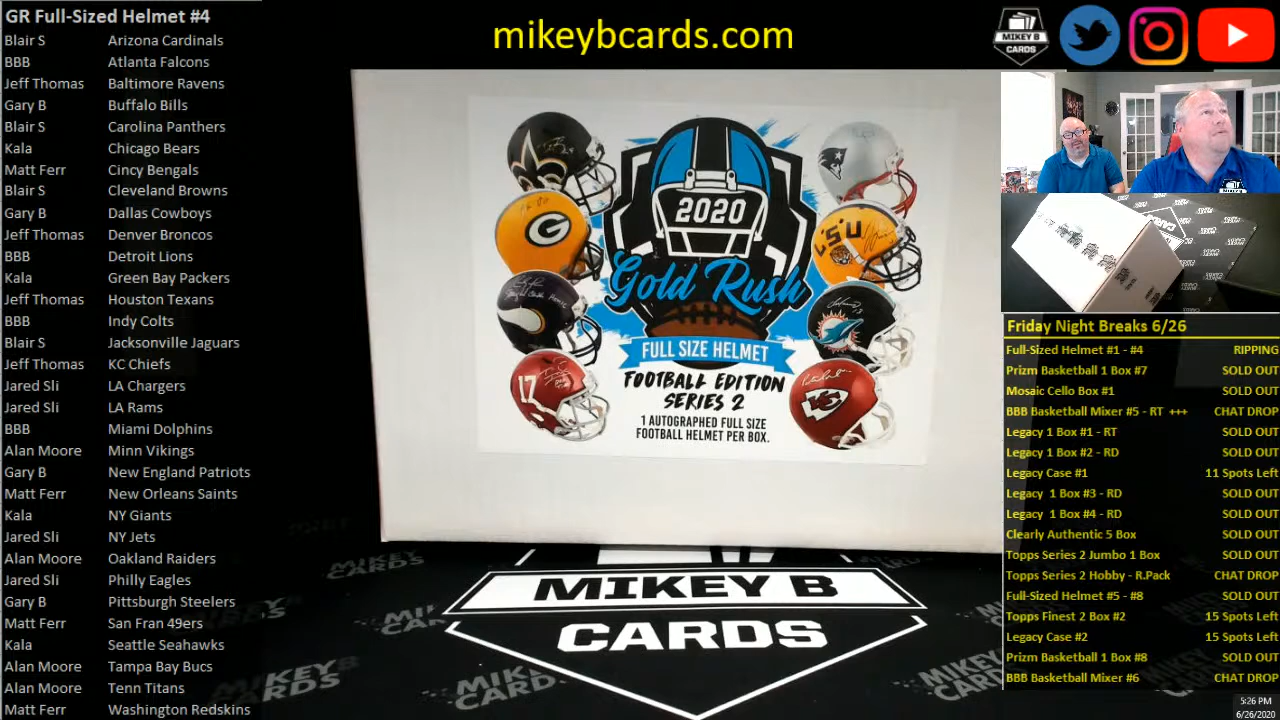 GR Full-Sized Helmet #4
Blair S Arizona Cardinals
BBB Atlanta Falcons
Jeff Thomas Baltimore Ravens
Gary B Buffalo Bills
Blair S Carolina Panthers
Kala Chicago Bears
Matt Ferr Cincy Bengals
Blair S Cleveland Browns
Gary B Dallas Cowboys
Jeff Thomas Denver Broncos
BBB Detroit Lions
Kala Green Bay Packers
Jeff Thomas Houston Texans
BBB Indy Colts
Blair S Jacksonville Jaguars
Jeff Thomas KC Chiefs
Jared Sli LA Chargers
Jared Sli LA Rams
BBB Miami Dolphins
Alan Moore Minn Vikings
Gary B New England Patriots
Matt Ferr New Orleans Saints
Kala NY Giants
Jared Sli NY Jets
Alan Moore Oakland Raiders
Jared Sli Philly Eagles
Gary B Pittsburgh Steelers
Matt Ferr San Fran 49ers
Kala Seattle Seahawks
Alan Moore Tampa Bay Bucs
Alan Moore Tenn Titans
Matt Ferr Washington Redskins
mikeybcards.com
MIKEY B
CARDS
2020
Gold Rush
FULL SIZE HELMET
FOOTBALL EDITION
SERIES 2
1 AUTOGRAPHED FULL SIZE
FOOTBALL HELMET PER BOX.
G
17
MIKEY B
CARDS
Friday Night Breaks 6/26
Full-Sized Helmet #1 - #4 RIPPING
Prizm Basketball 1 Box #7 SOLD OUT
Mosaic Cello Box #1 SOLD OUT
BBB Basketball Mixer #5 - RT +++ CHAT DROP
Legacy 1 Box #1 - RT SOLD OUT
Legacy 1 Box #2 - RD SOLD OUT
Legacy Case #1 11 Spots Left
Legacy 1 Box #3 - RD SOLD OUT
Legacy 1 Box #4 - RD SOLD OUT
Clearly Authentic 5 Box SOLD OUT
Topps Series 2 Jumbo 1 Box SOLD OUT
Topps Series 2 Hobby - R.Pack CHAT DROP
Full-Sized Helmet #5 - #8 SOLD OUT
Topps Finest 2 Box #2 15 Spots Left
Legacy Case #2 15 Spots Left
Prizm Basketball 1 Box #8 SOLD OUT
BBB Basketball Mixer #6 CHAT DROP
5:26 PM
6/26/2020